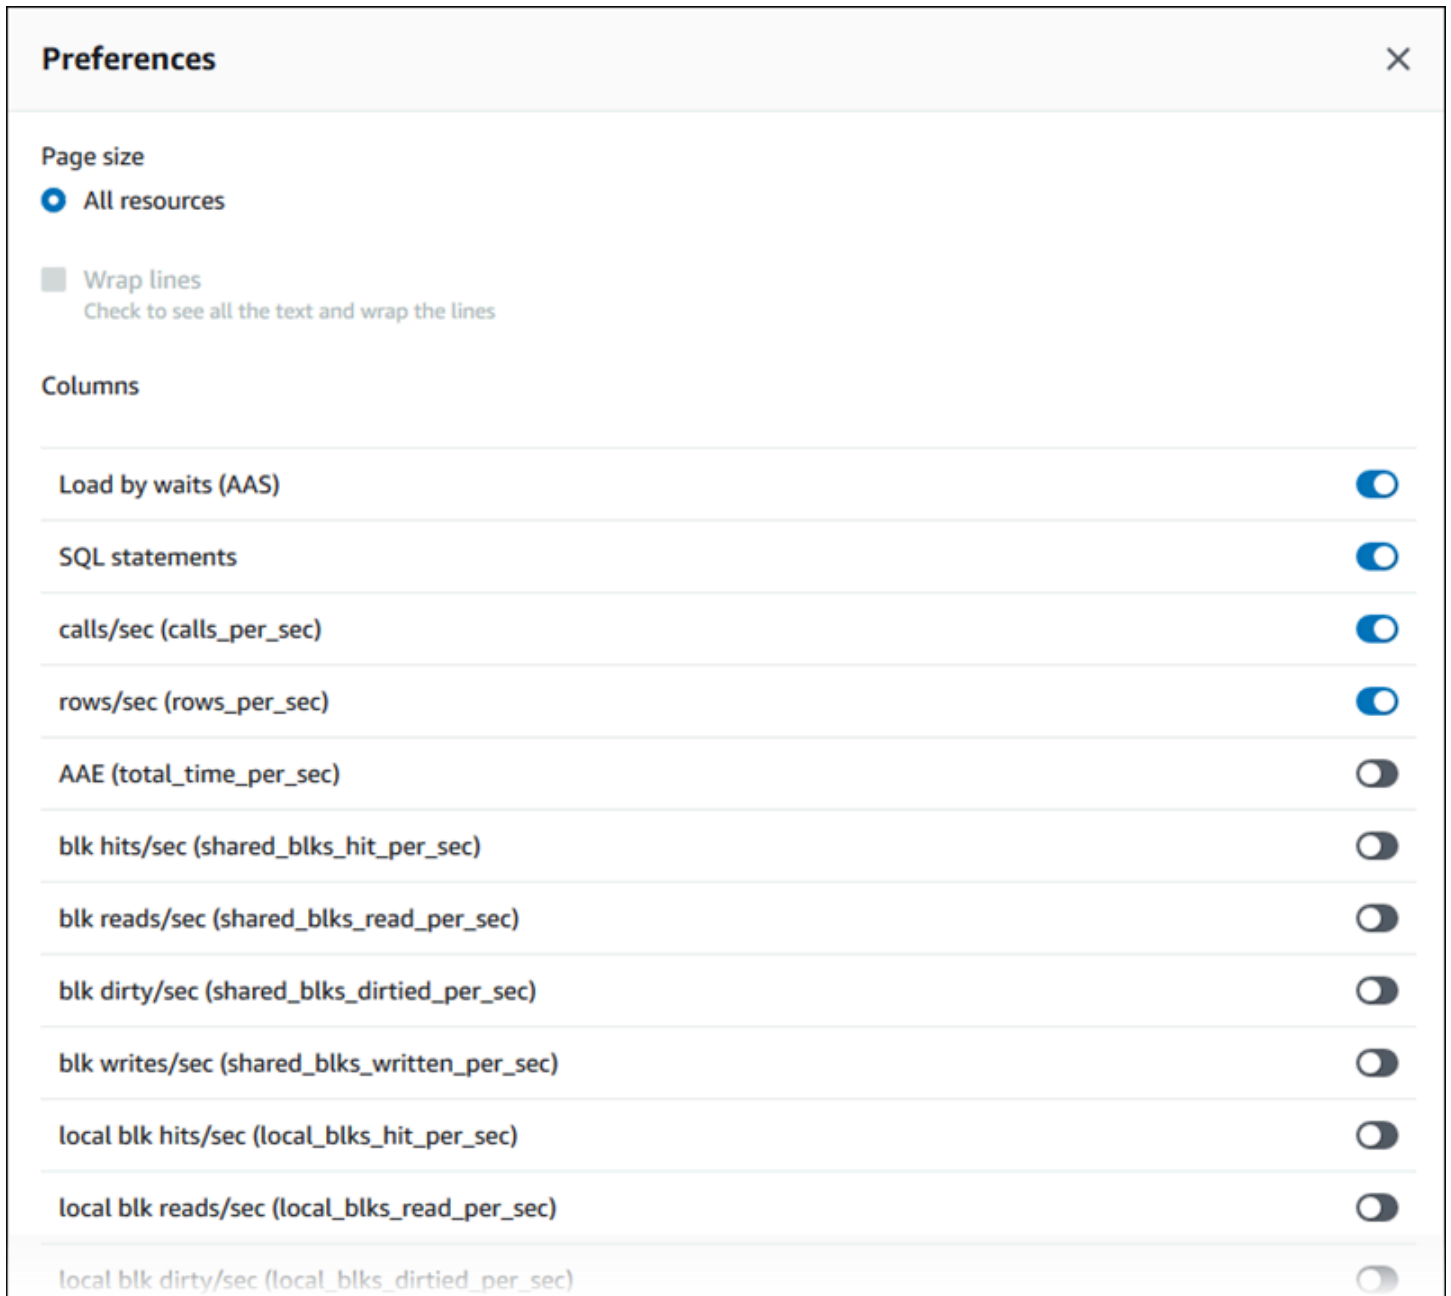 Preferences
Page size
All resources
Wrap lines
Check to see all the text and wrap the lines
Columns
Load by waits (AAS)
SQL statements
calls/sec (calls_per_sec)
rows/sec (rows_per_sec)
AAE (total_time_per_sec)
blk hits/sec (shared_blks_hit_per_sec)
blk reads/sec (shared_blks_read_per_sec)
blk dirty/sec (shared_blks_dirtied_per_sec)
blk writes/sec (shared_blks_written_per_sec)
local blk hits/sec (local_blks_hit_per_sec)
local blk reads/sec (local_blks_read_per_sec)
local blk dirty/sec (local_blks_dirtied_per_sec)